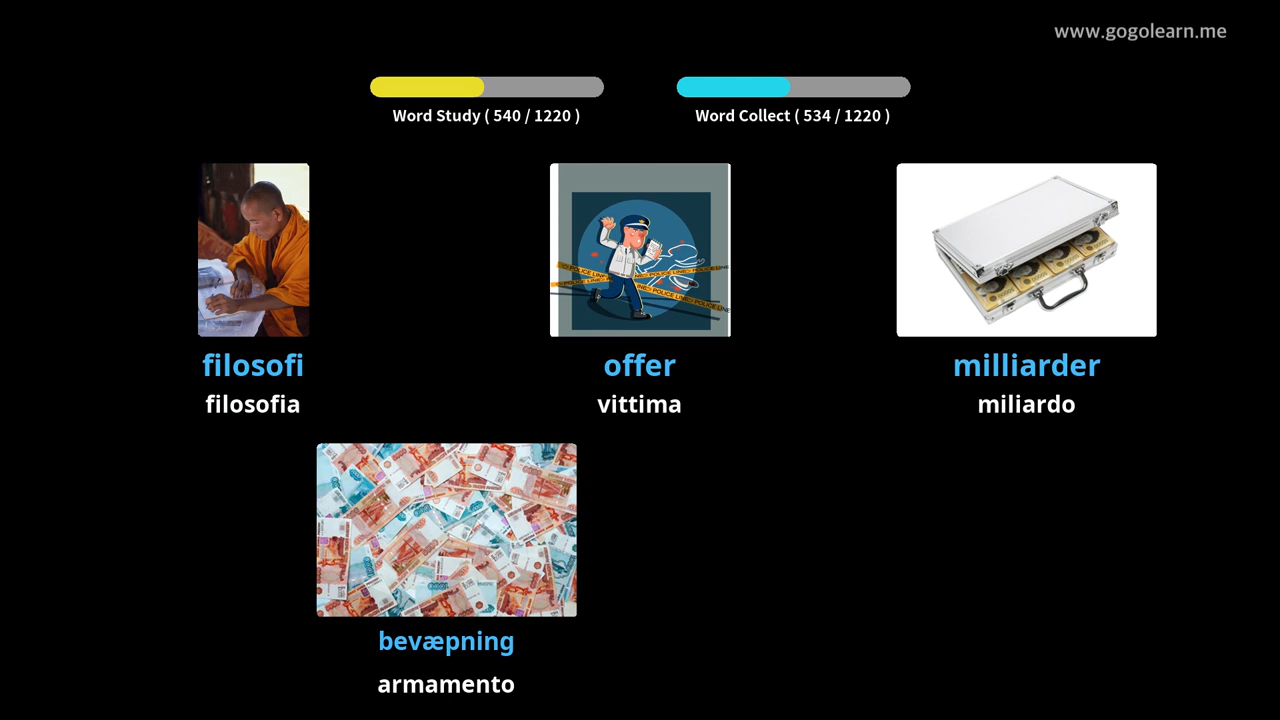 www.gogolearn.me
Word Study ( 540 / 1220 )
Word Collect ( 534 / 1220 )
filosofi
filosofia
offer
vittima
milliarder
miliardo
bevæpning
armamento